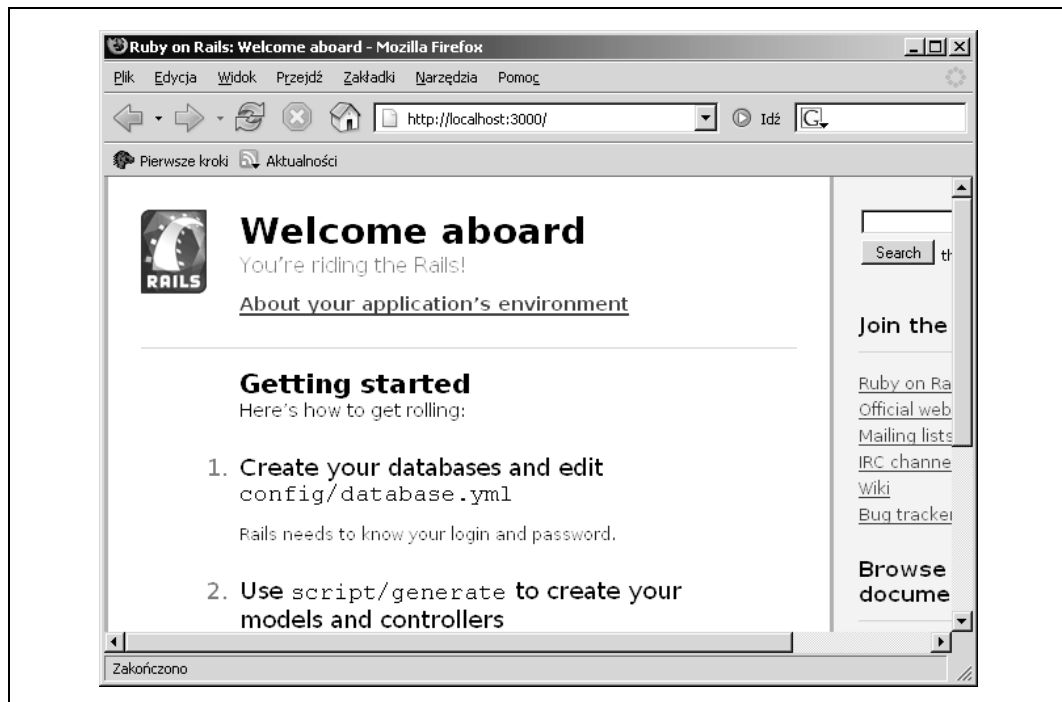 Ruby on Rails: Welcome aboard - Mozilla Firefox
Plik Edycja Widok Przejdź Zakładki Narzędzia Pomoc
http://localhost:3000/ Idź G
Pierwsze kroki Aktualności
RAILS
Welcome aboard
You're riding the Rails!
About your application's environment
Getting started
Here's how to get rolling:
1. Create your databases and edit
config/database.yml
Rails needs to know your login and password.
2. Use script/generate to create your
models and controllers
Search th
Join the
Ruby on Ra
Official web
Mailing lists
IRC channe
Wiki
Bug tracker
Browse
docume
Zakończono